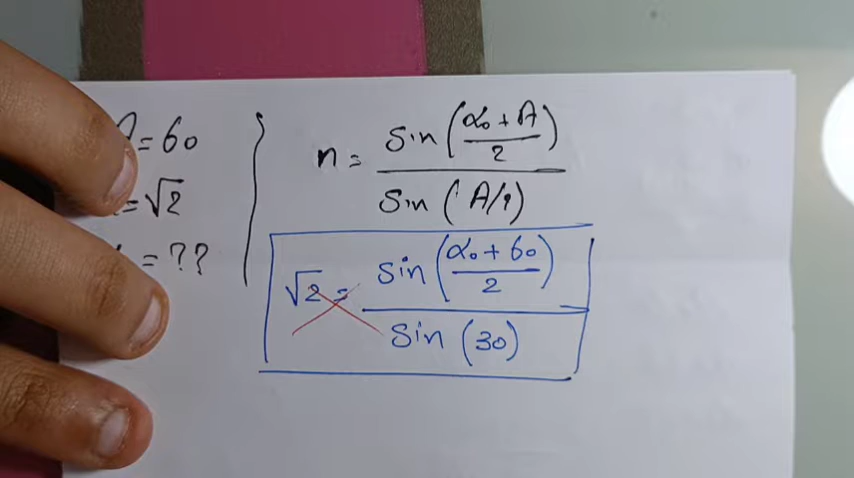 =60
=√2
=??
n = Sin((α₀+A)/2) / Sin(A/2)
√2 = Sin((α₀+60)/2) / Sin(30)